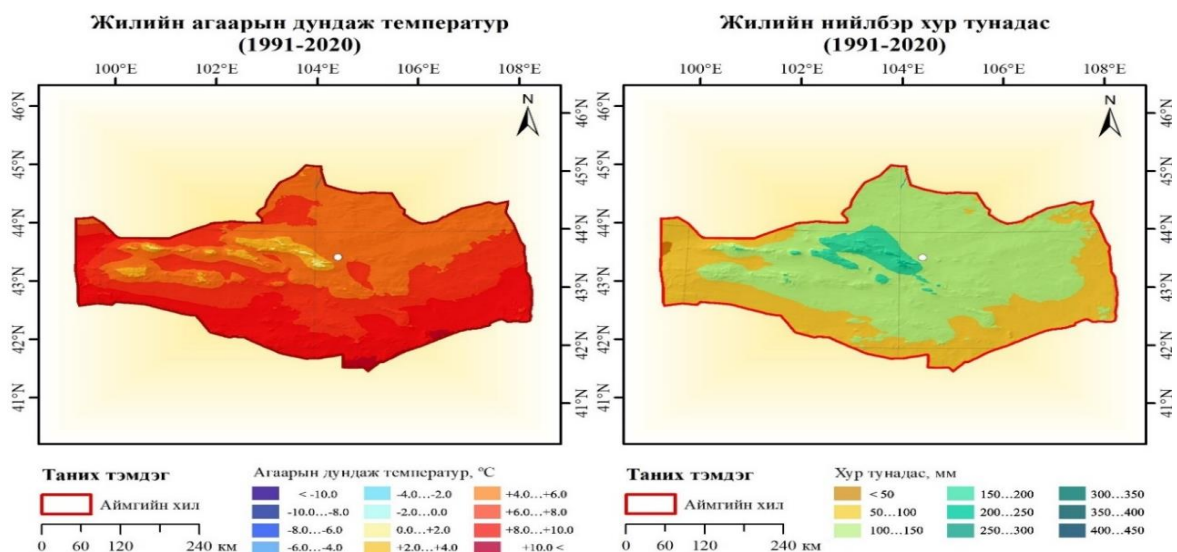 Жилийн агаарын дундаж температур
(1991-2020)
100°E 102°E 104°E 106°E 108°E
46°N 46°N
45°N 45°N
44°N 44°N
43°N 43°N
42°N 42°N
41°N 41°N
N
Таних тэмдэг
Аймгийн хил
0 60 120 240 км
Агаарын дундаж температур, °C
< -10.0 -4.0...-2.0 +4.0...+6.0
-10.0...-8.0 -2.0...0.0 +6.0...+8.0
-8.0...-6.0 0.0...+2.0 +8.0...+10.0
-6.0...-4.0 +2.0...+4.0 +10.0 <
Жилийн нийлбэр хур тунадас
(1991-2020)
100°E 102°E 104°E 106°E 108°E
46°N 46°N
45°N 45°N
44°N 44°N
43°N 43°N
42°N 42°N
41°N 41°N
N
Таних тэмдэг
Аймгийн хил
0 60 120 240 км
Хур тунадас, мм
< 50 150...200 300...350
50...100 200...250 350...400
100...150 250...300 400...450